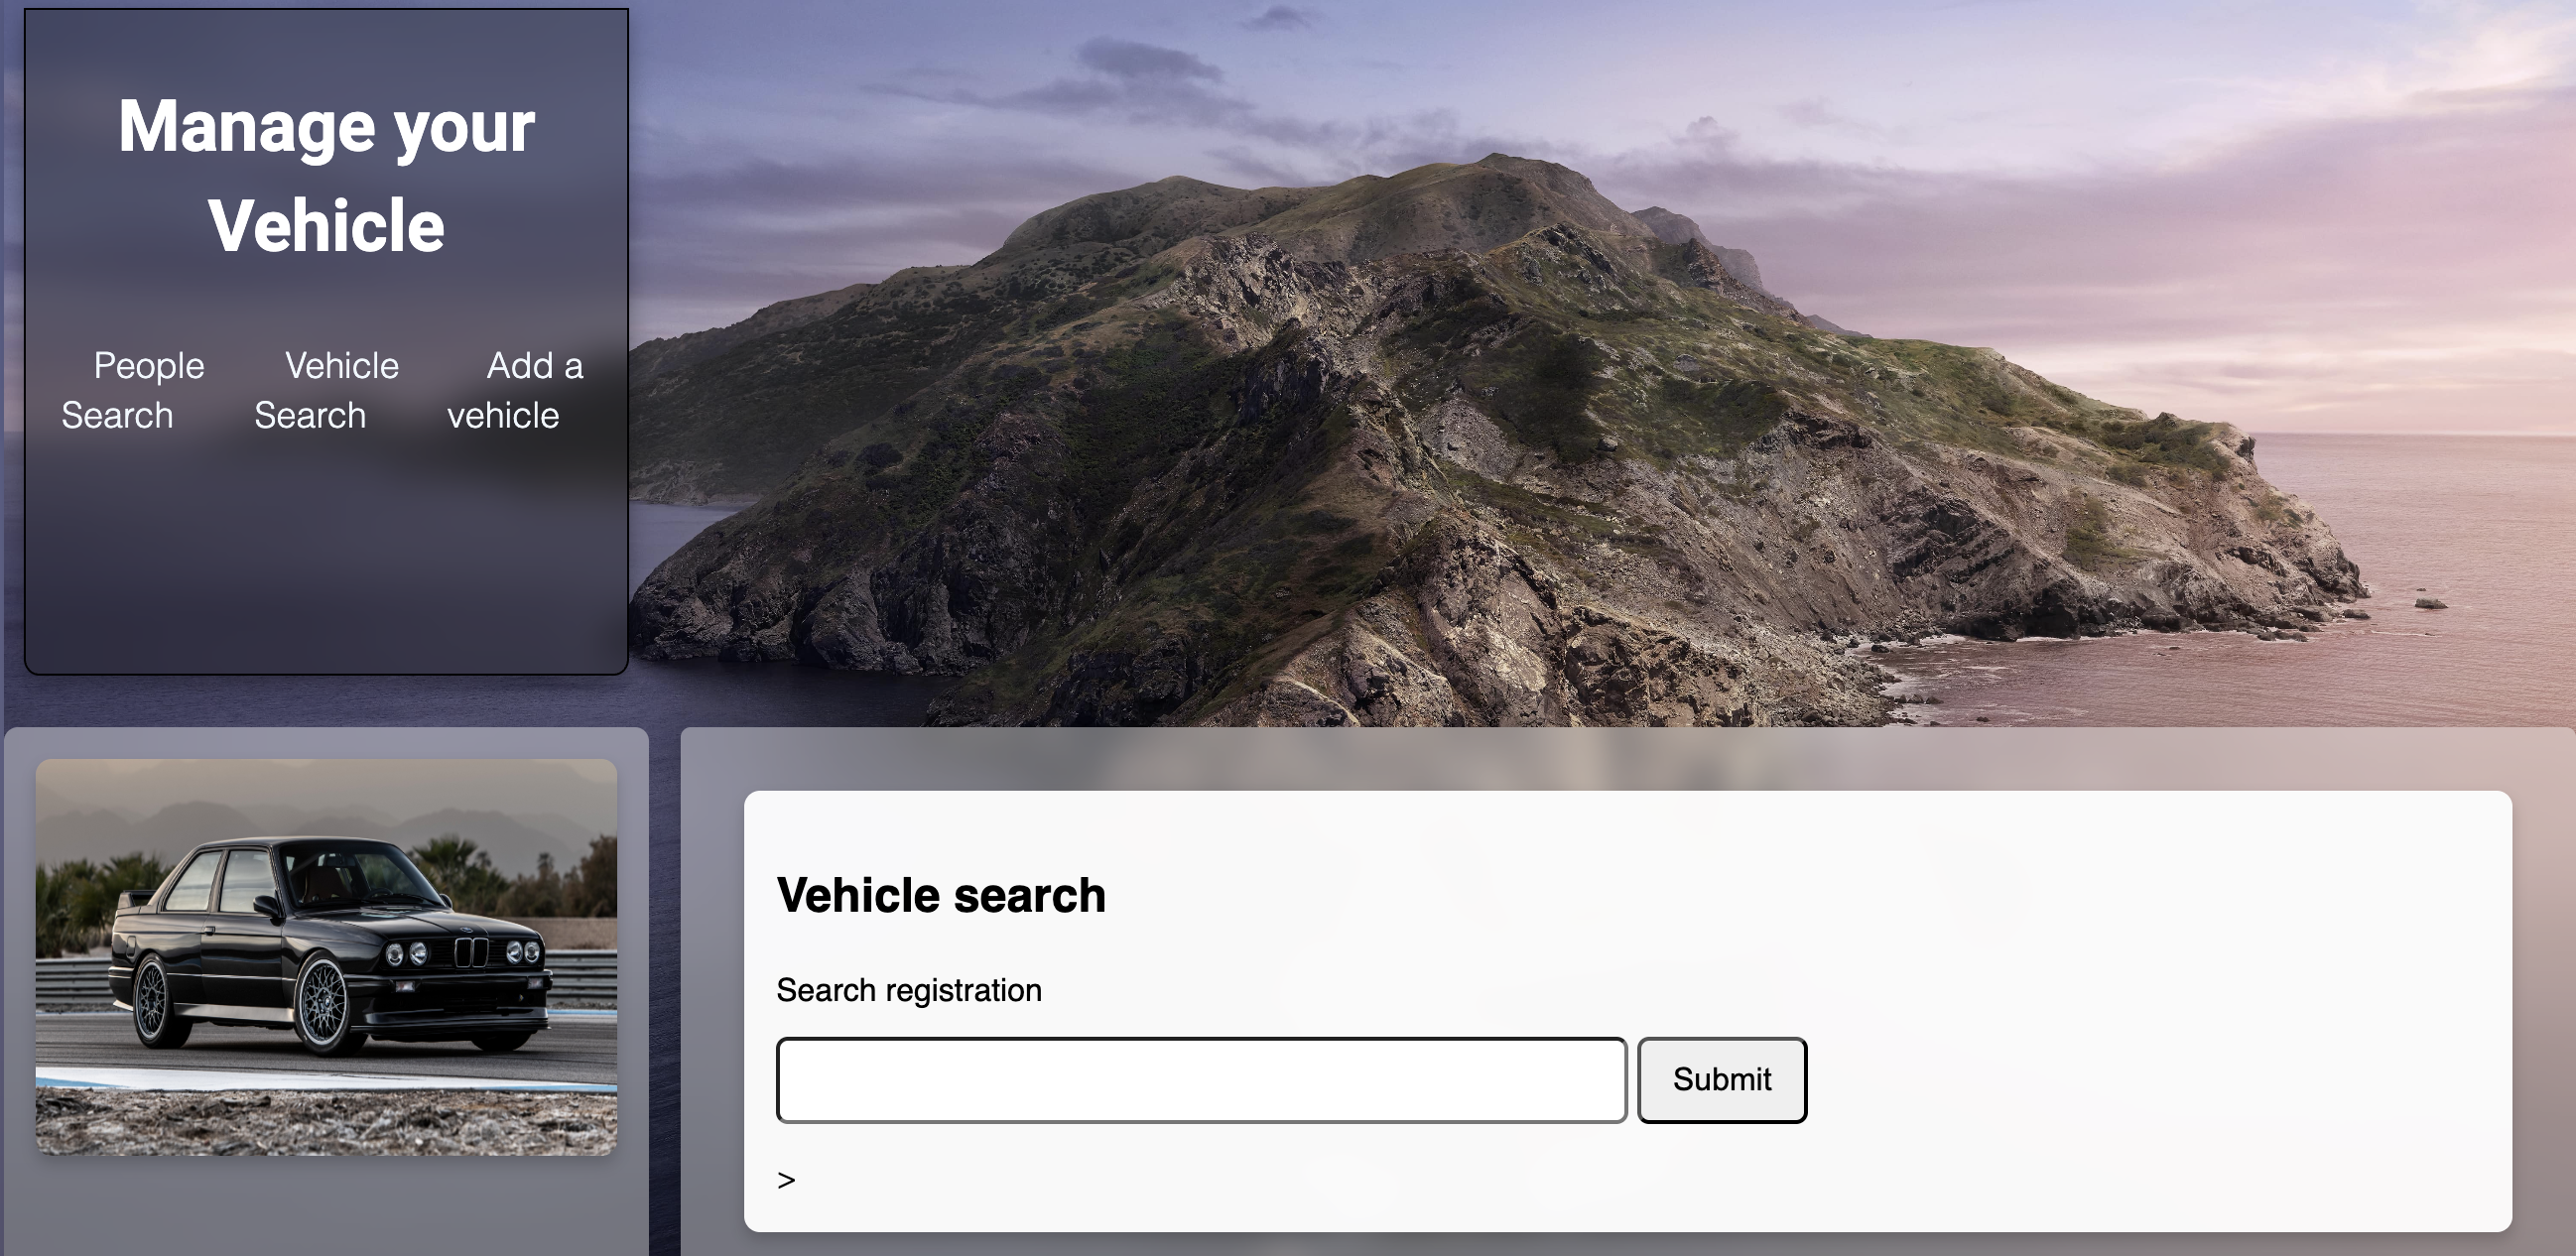 Manage your
Vehicle
People
Search
Vehicle
Search
Add a
vehicle
Vehicle search
Search registration
Submit
>